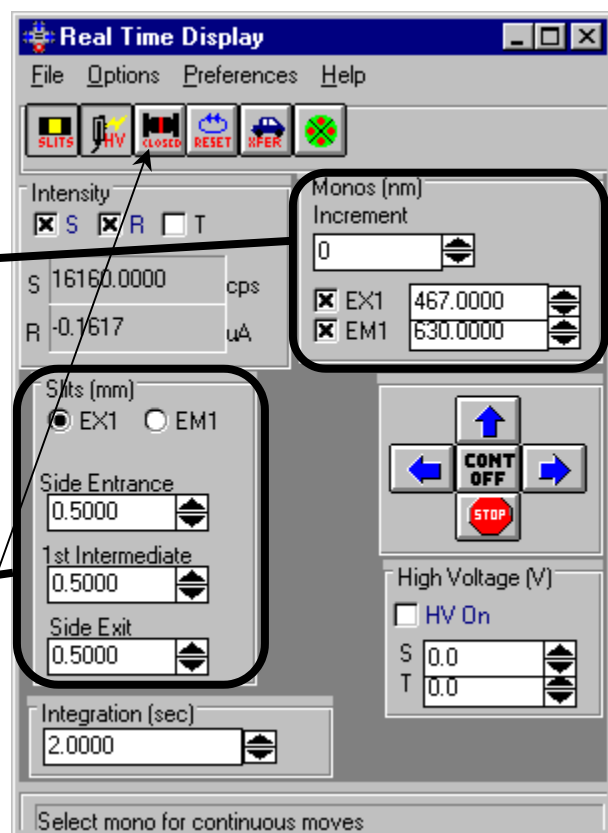 Real Time Display
File Options Preferences Help
SLITS HV CLOSED RESET XFER
Intensity
S R T
S 16160.0000 cps
R -0.1617 uA
Monos (nm)
Increment
0
EX1 467.0000
EM1 630.0000
Slits (mm)
EX1 EM1
Side Entrance
0.5000
1st Intermediate
0.5000
Side Exit
0.5000
CONT
OFF
STOP
High Voltage (V)
HV On
S 0.0
T 0.0
Integration (sec)
2.0000
Select mono for continuous moves